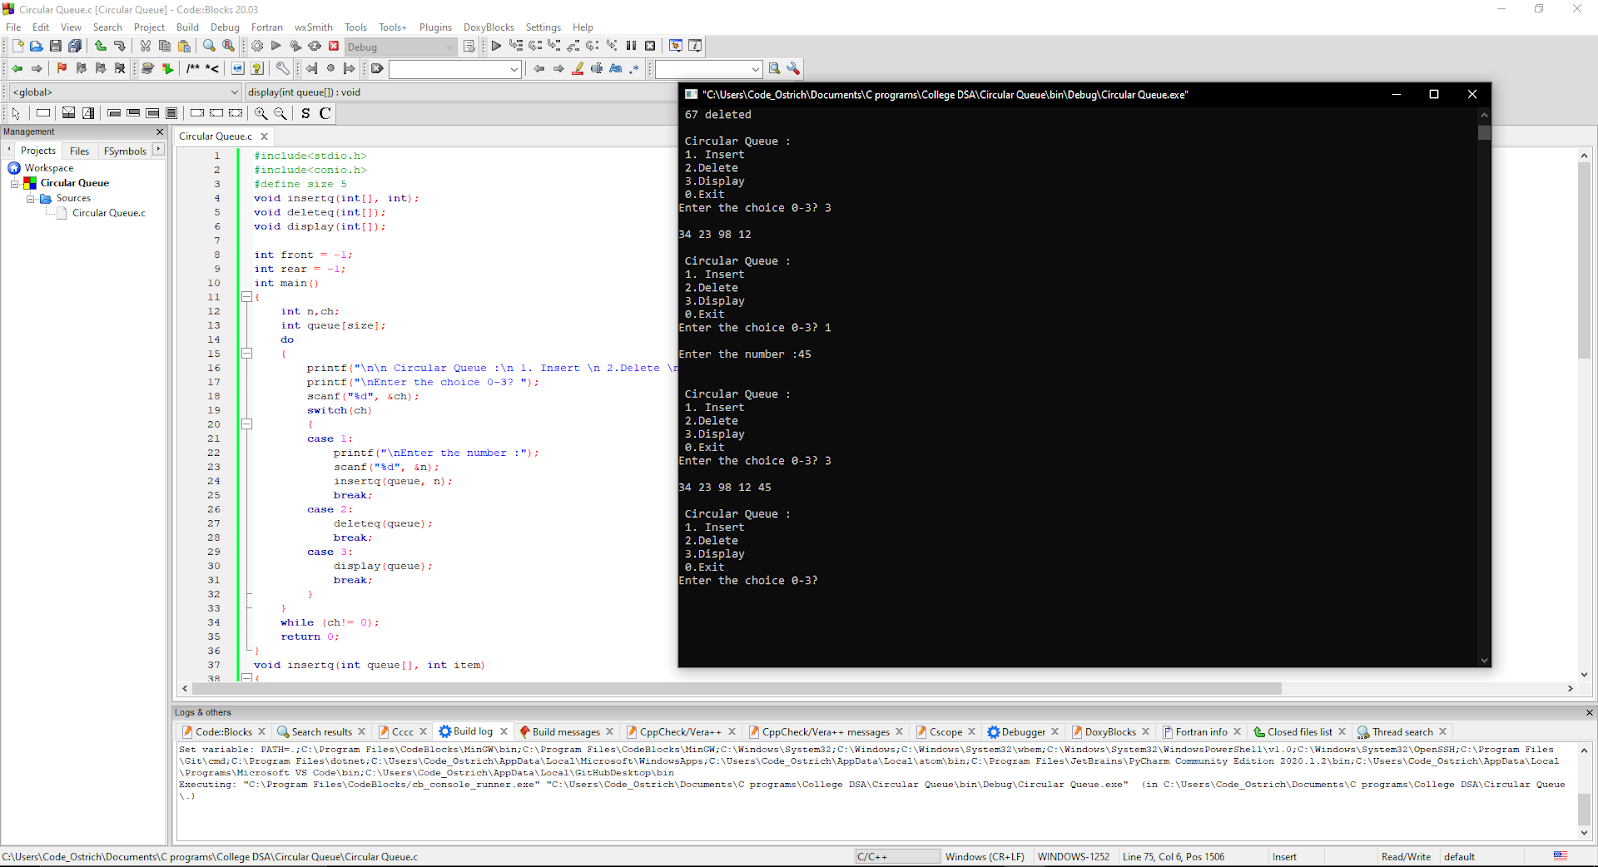 Circular Queue.c [Circular Queue] - Code::Blocks 20.03
File Edit View Search Project Build Debug Fortran wxSmith Tools Tools+ Plugins DoxyBlocks Settings Help
Debug
/** *<
<global>
display(int queue[]) : void
S C
Management
Projects Files FSymbols
Workspace
Circular Queue
Sources
Circular Queue.c
Circular Queue.c
1 #include<stdio.h>
2 #include<conio.h>
3 #define size 5
4 void insertq(int[], int);
5 void deleteq(int[]);
6 void display(int[]);
7
8 int front = -1;
9 int rear = -1;
10 int main()
11 {
12 int n,ch;
13 int queue[size];
14 do
15 {
16 printf("\n\n Circular Queue :\n 1. Insert \n 2.Delete \n
17 printf("\nEnter the choice 0-3? ");
18 scanf("%d", &ch);
19 switch(ch)
20 {
21 case 1:
22 printf("\nEnter the number :");
23 scanf("%d", &n);
24 insertq(queue, n);
25 break;
26 case 2:
27 deleteq(queue);
28 break;
29 case 3:
30 display(queue);
31 break;
32 }
33 }
34 while (ch!= 0);
35 return 0;
36 }
37 void insertq(int queue[], int item)
38 {
"C:\Users\Code_Ostrich\Documents\C programs\College DSA\Circular Queue\bin\Debug\Circular Queue.exe"
67 deleted
Circular Queue :
1. Insert
2.Delete
3.Display
0.Exit
Enter the choice 0-3? 3
34 23 98 12
Circular Queue :
1. Insert
2.Delete
3.Display
0.Exit
Enter the choice 0-3? 1
Enter the number :45
Circular Queue :
1. Insert
2.Delete
3.Display
0.Exit
Enter the choice 0-3? 3
34 23 98 12 45
Circular Queue :
1. Insert
2.Delete
3.Display
0.Exit
Enter the choice 0-3?
Logs & others
Code::Blocks Search results Cccc Build log Build messages CppCheck/Vera++ CppCheck/Vera++ messages Cscope Debugger DoxyBlocks Fortran info Closed files list Thread search
Set variable: PATH=.;C:\Program Files\CodeBlocks\MinGW\bin;C:\Program Files\CodeBlocks\MinGW;C:\Windows\System32;C:\Windows;C:\Windows\System32\wbem;C:\Windows\System32\WindowsPowerShell\v1.0;C:\Windows\System32\OpenSSH;C:\Program Files
\Git\cmd;C:\Program Files\dotnet;C:\Users\Code_Ostrich\AppData\Local\Microsoft\WindowsApps;C:\Users\Code_Ostrich\AppData\Local\atom\bin;C:\Program Files\JetBrains\PyCharm Community Edition 2020.1.2\bin;C:\Users\Code_Ostrich\AppData\Local
\Programs\Microsoft VS Code\bin;C:\Users\Code_Ostrich\AppData\Local\GitHubDesktop\bin
Executing: "C:\Program Files\CodeBlocks/cb_console_runner.exe" "C:\Users\Code_Ostrich\Documents\C programs\College DSA\Circular Queue\bin\Debug\Circular Queue.exe" (in C:\Users\Code_Ostrich\Documents\C programs\College DSA\Circular Queue
\.)
C:\Users\Code_Ostrich\Documents\C programs\College DSA\Circular Queue\Circular Queue.c C/C++ Windows (CR+LF) WINDOWS-1252 Line 75, Col 6, Pos 1506 Insert Read/Write default